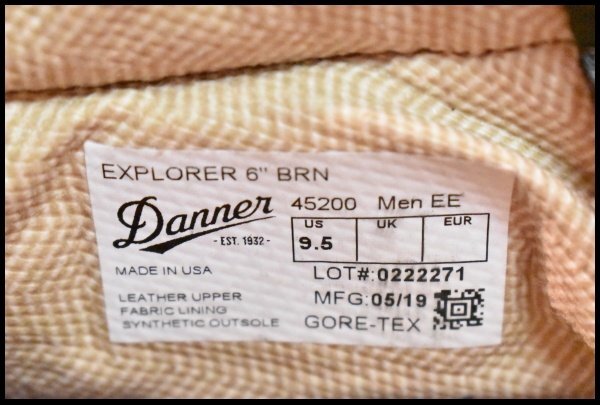 EXPLORER 6" BRN
Danner
- EST. 1932 -
45200 Men EE
US UK EUR
9.5
MADE IN USA
LOT#:0222271
LEATHER UPPER
FABRIC LINING
SYNTHETIC OUTSOLE
MFG:05/19
GORE-TEX